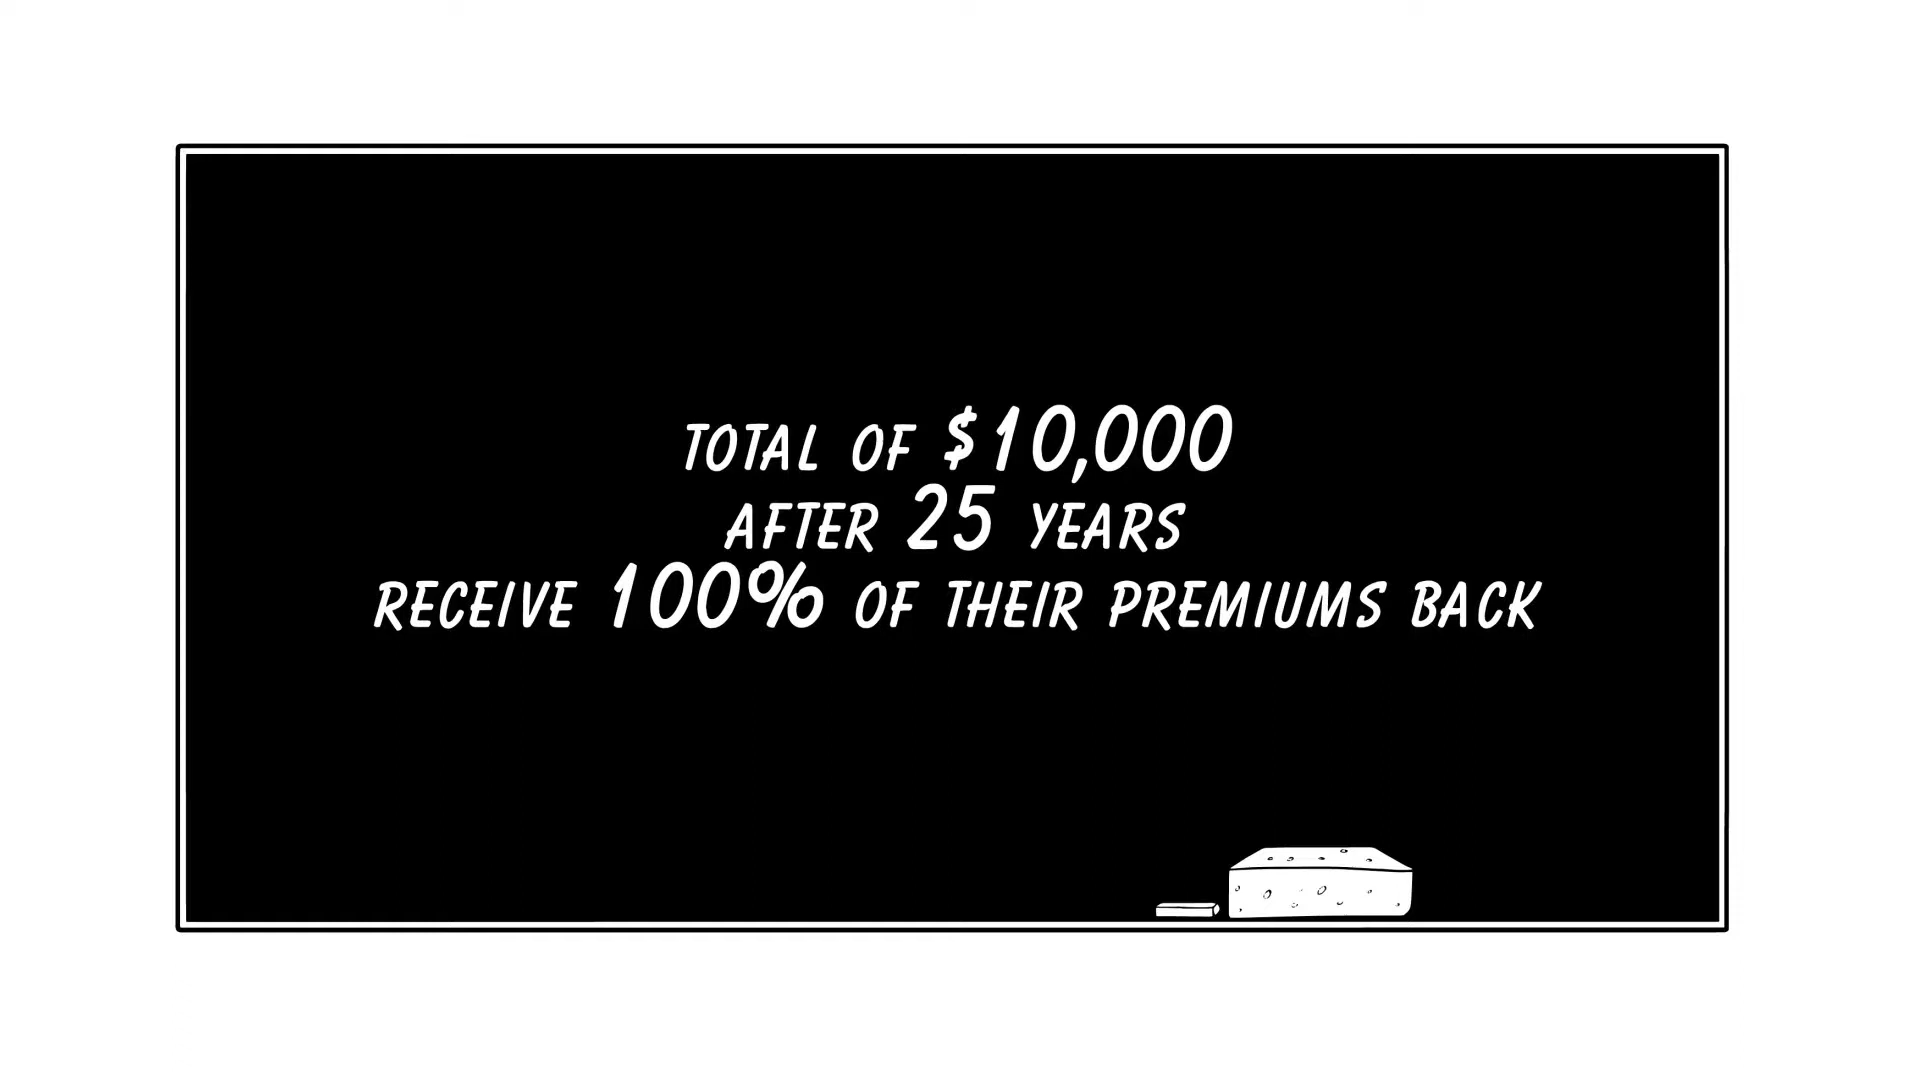 TOTAL OF $10,000
AFTER 25 YEARS
RECEIVE 100% OF THEIR PREMIUMS BACK